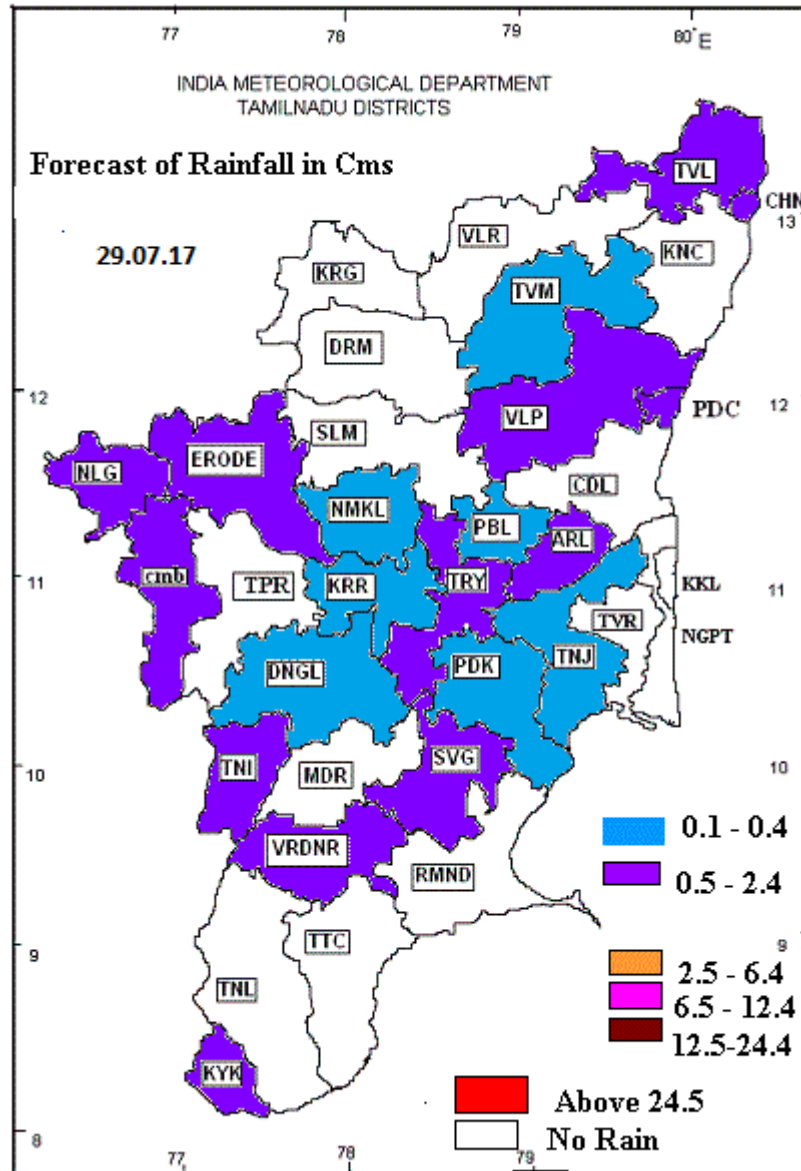 77 78 79 80°E
INDIA METEOROLOGICAL DEPARTMENT
TAMILNADU DISTRICTS
Forecast of Rainfall in Cms
TVL
CHN
13
VLR
KNC
29.07.17
KRG
TVM
DRM
12
12
PDC
VLP
SLM
ERODE
NLG
CDL
NMKL
PBL
ARL
11
cmb
TPR
KRR
TRY
KKL
11
TVR
NGPT
DNGL
PDK
TNJ
10
TNI
MDR
SVG
10
0.1 - 0.4
VRDNR
RMND
0.5 - 2.4
9
TTC
9
2.5 - 6.4
TNL
6.5 - 12.4
12.5-24.4
KYK
Above 24.5
8
No Rain
77 78 79